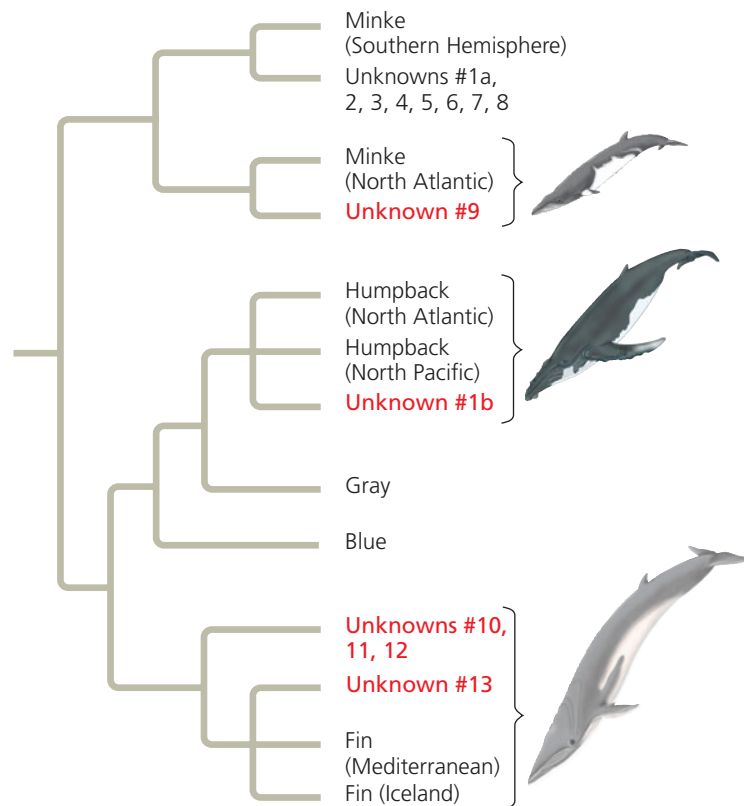 Minke
(Southern Hemisphere)
Unknowns #1a,
2, 3, 4, 5, 6, 7, 8
Minke
(North Atlantic)
Unknown #9
Humpback
(North Atlantic)
Humpback
(North Pacific)
Unknown #1b
Gray
Blue
Unknowns #10,
11, 12
Unknown #13
Fin
(Mediterranean)
Fin (Iceland)